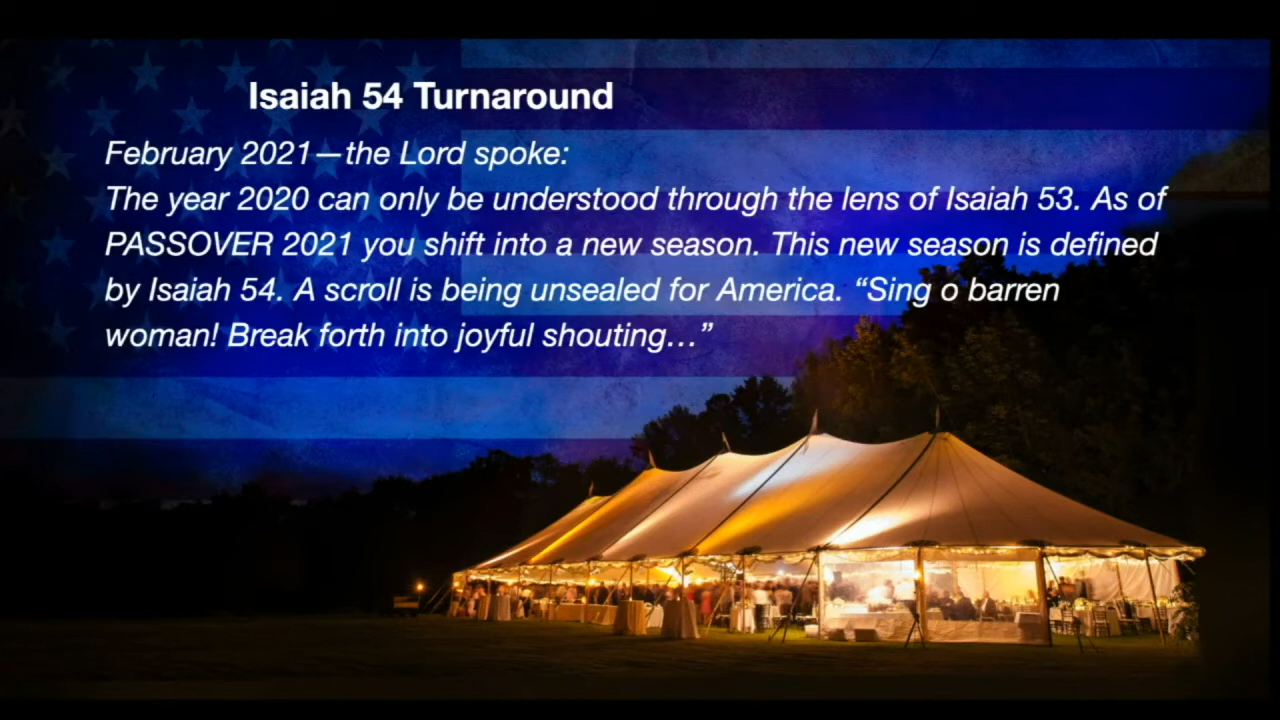 Isaiah 54 Turnaround
February 2021—the Lord spoke:
The year 2020 can only be understood through the lens of Isaiah 53. As of
PASSOVER 2021 you shift into a new season. This new season is defined
by Isaiah 54. A scroll is being unsealed for America. “Sing o barren
woman! Break forth into joyful shouting…”